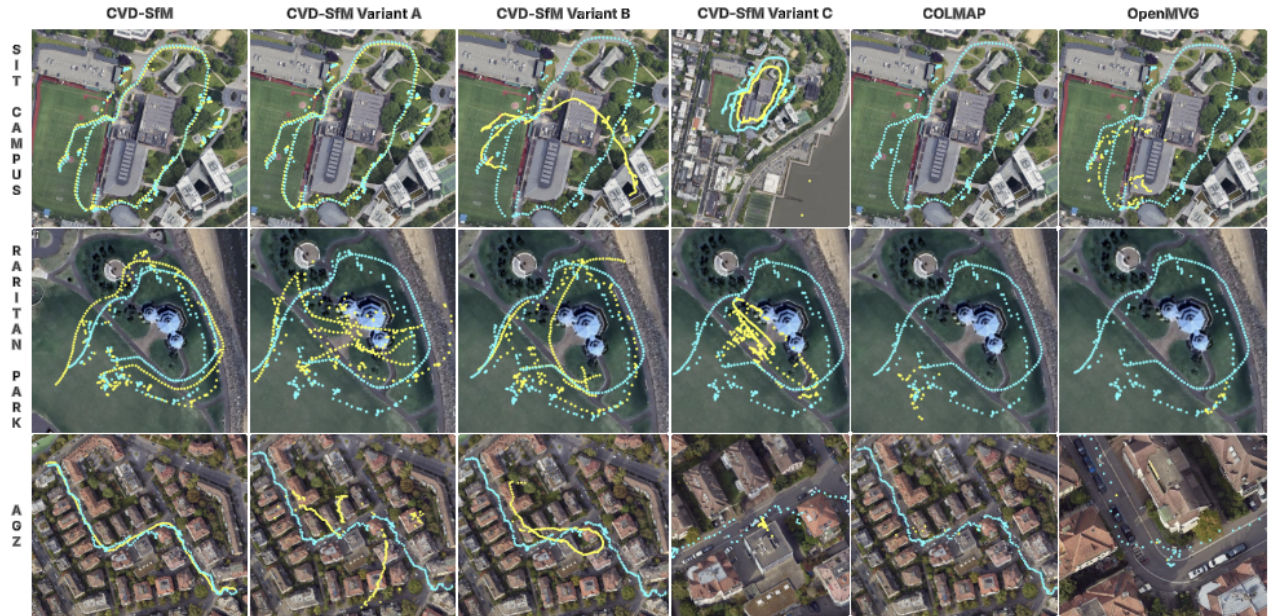 CVD-SfM CVD-SfM Variant A CVD-SfM Variant B CVD-SfM Variant C COLMAP OpenMVG
SIT CAMPUS
RARITAN PARK
AGZ